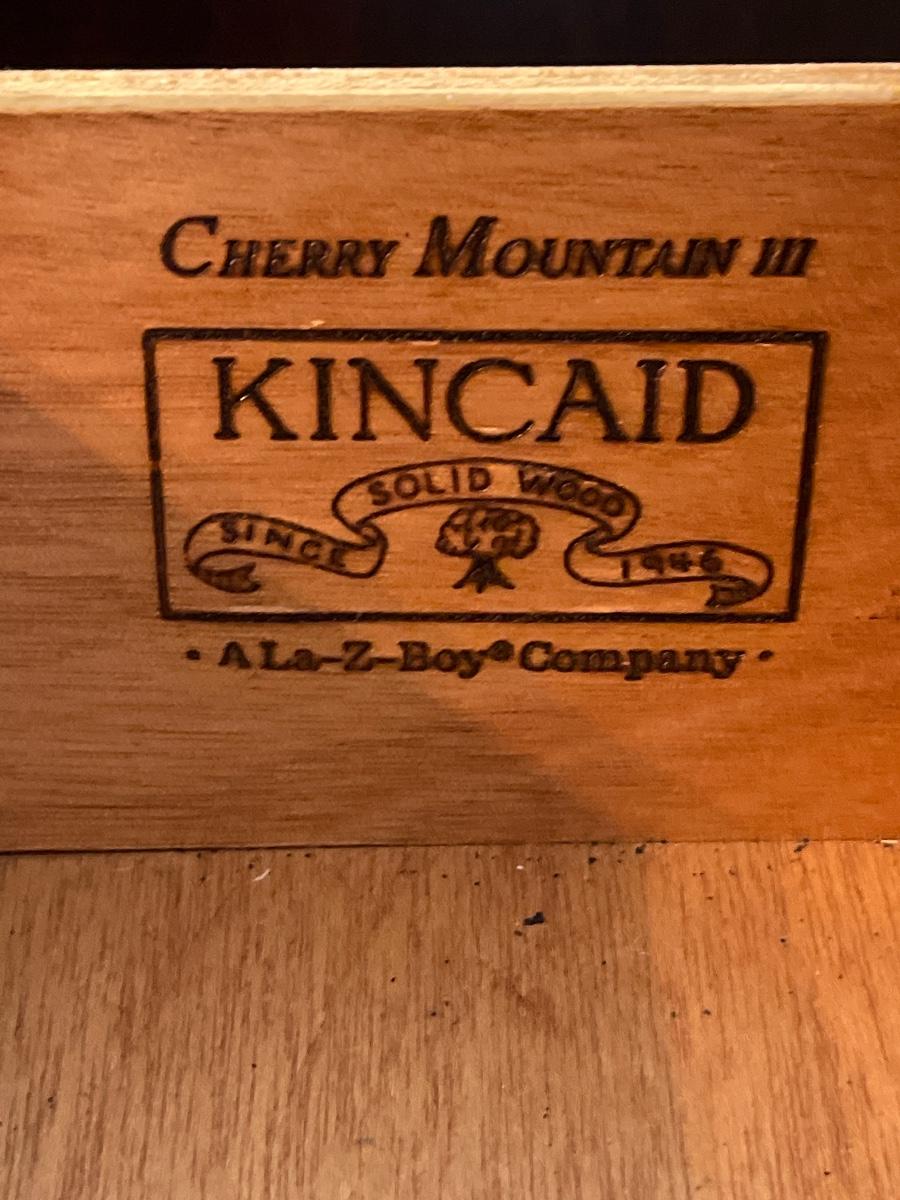 CHERRY MOUNTAIN III
KINCAID
SOLID WOOD
SINCE 1946
• A La-Z-Boy® Company •